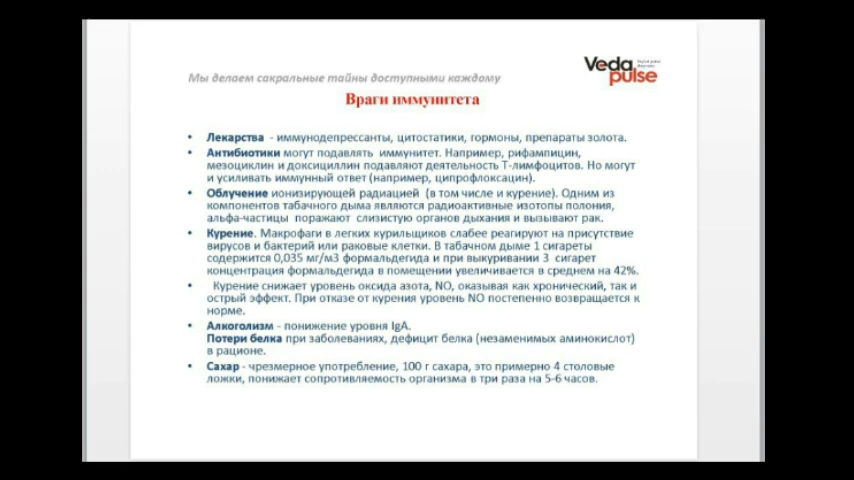 Мы делаем сакральные тайны доступными каждому
Veda
pulse
Враги иммунитета
• Лекарства - иммунодепрессанты, цитостатики, гормоны, препараты золота.
• Антибиотики могут подавлять иммунитет. Например, рифампицин,
мезоциклин и доксициллин подавляют деятельность Т-лимфоцитов. Но могут
и усиливать иммунный ответ (например, ципрофлоксацин).
• Облучение ионизирующей радиацией (в том числе и курение). Одним из
компонентов табачного дыма являются радиоактивные изотопы полония,
альфа-частицы поражают слизистую органов дыхания и вызывают рак.
• Курение. Макрофаги в легких курильщиков слабее реагируют на присутствие
вирусов и бактерий или раковые клетки. В табачном дыме 1 сигареты
содержится 0,035 мг/м3 формальдегида и при выкуривании 3 сигарет
концентрация формальдегида в помещении увеличивается в среднем на 42%.
• Курение снижает уровень оксида азота, NO, оказывая как хронический, так и
острый эффект. При отказе от курения уровень NO постепенно возвращается к
норме.
• Алкоголизм - понижение уровня IgA.
Потери белка при заболеваниях, дефицит белка (незаменимых аминокислот)
в рационе.
• Сахар - чрезмерное употребление, 100 г сахара, это примерно 4 столовые
ложки, понижает сопротивляемость организма в три раза на 5-6 часов.